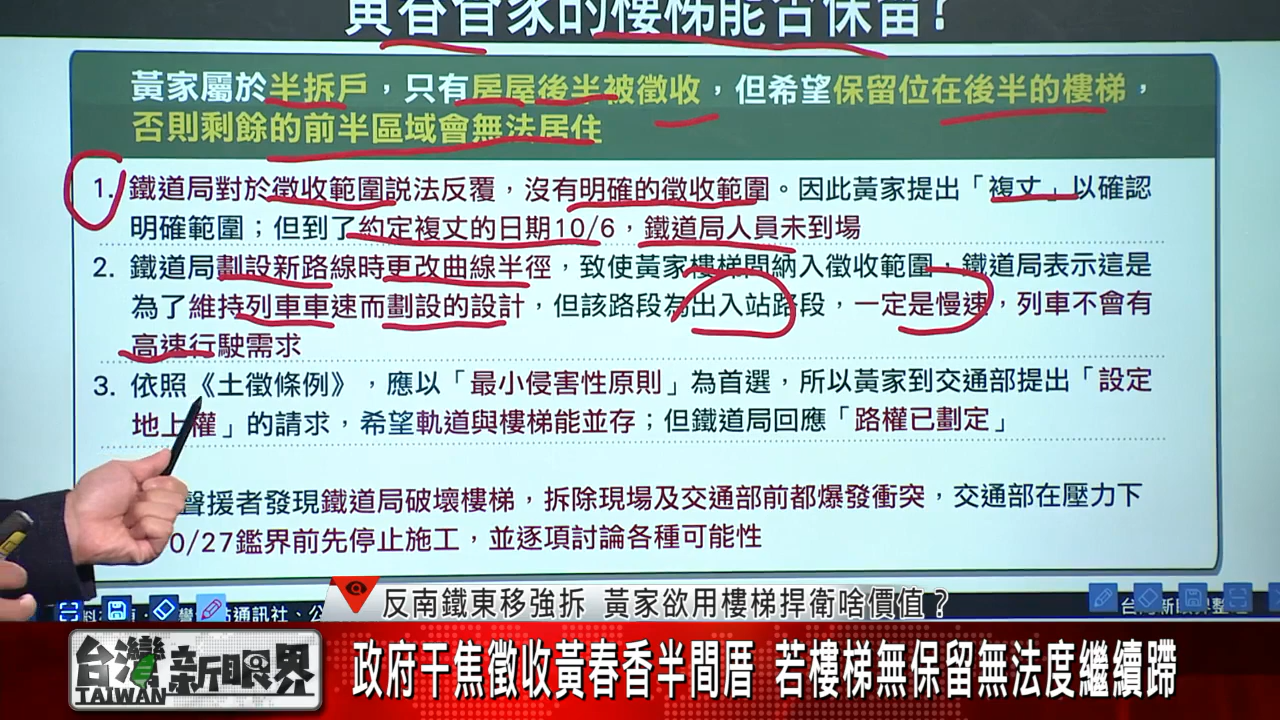 黃春香家的樓梯能否保留?
黃家屬於半拆戶，只有房屋後半被徵收，但希望保留位在後半的樓梯，
否則剩餘的前半區域會無法居住
1. 鐵道局對於徵收範圍說法反覆，沒有明確的徵收範圍。因此黃家提出「複丈」以確認
明確範圍；但到了約定複丈的日期10/6，鐵道局人員未到場
2. 鐵道局劃設新路線時更改曲線半徑，致使黃家樓梯間納入徵收範圍，鐵道局表示這是
為了維持列車車速而劃設的設計，但該路段為出入站路段，一定是慢速，列車不會有
高速行駛需求
3. 依照《土徵條例》，應以「最小侵害性原則」為首選，所以黃家到交通部提出「設定
地上權」的請求，希望軌道與樓梯能並存；但鐵道局回應「路權已劃定」
聲援者發現鐵道局破壞樓梯，拆除現場及交通部前都爆發衝突，交通部在壓力下
0/27鑑界前先停止施工，並逐項討論各種可能性
通訊社、公
台灣新眼界整
反南鐵東移強拆 黃家欲用樓梯捍衛啥價值？
台灣新眼界
TAIWAN
政府干焦徵收黃春香半間厝 若樓梯無保留無法度繼續蹛